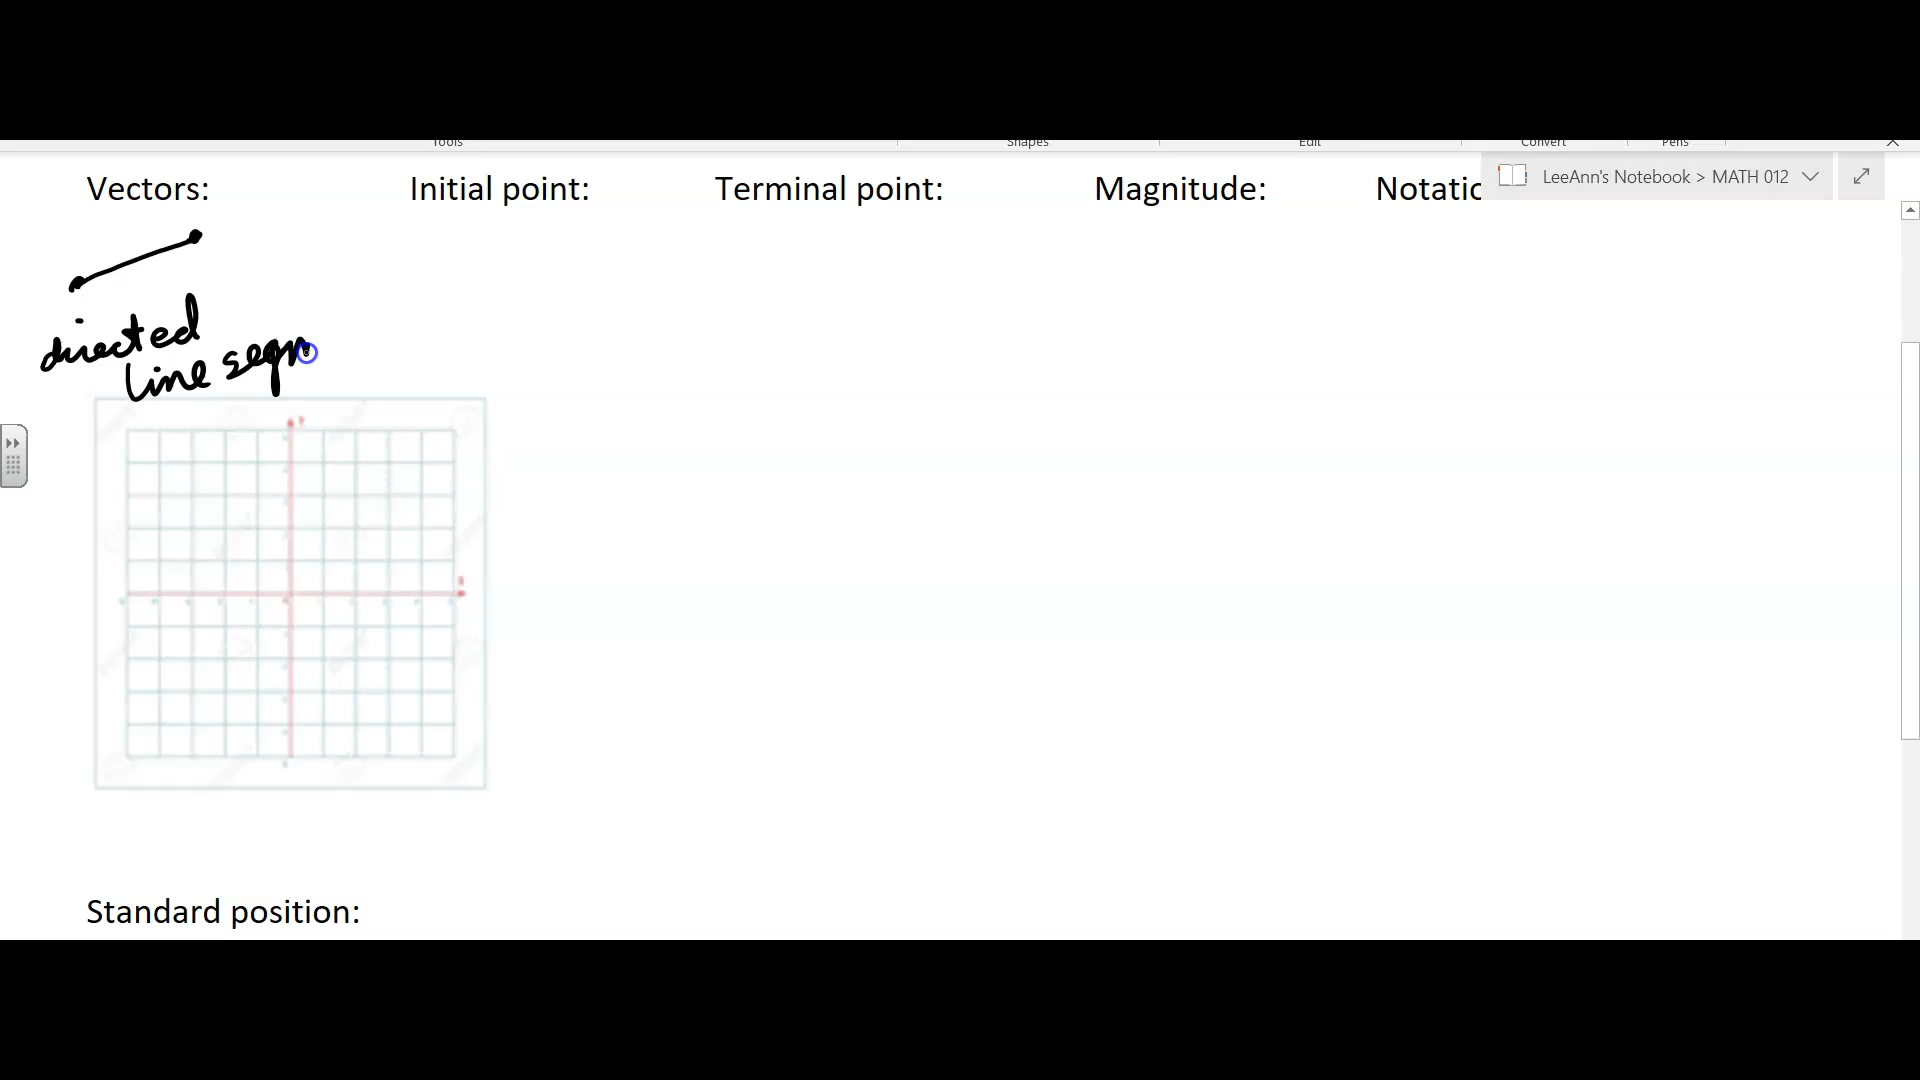 Tools Shapes Edit Convert Pens
LeeAnn's Notebook > MATH 012
Vectors: Initial point: Terminal point: Magnitude: Notatio
directed
line segm
Y
X
Standard position: